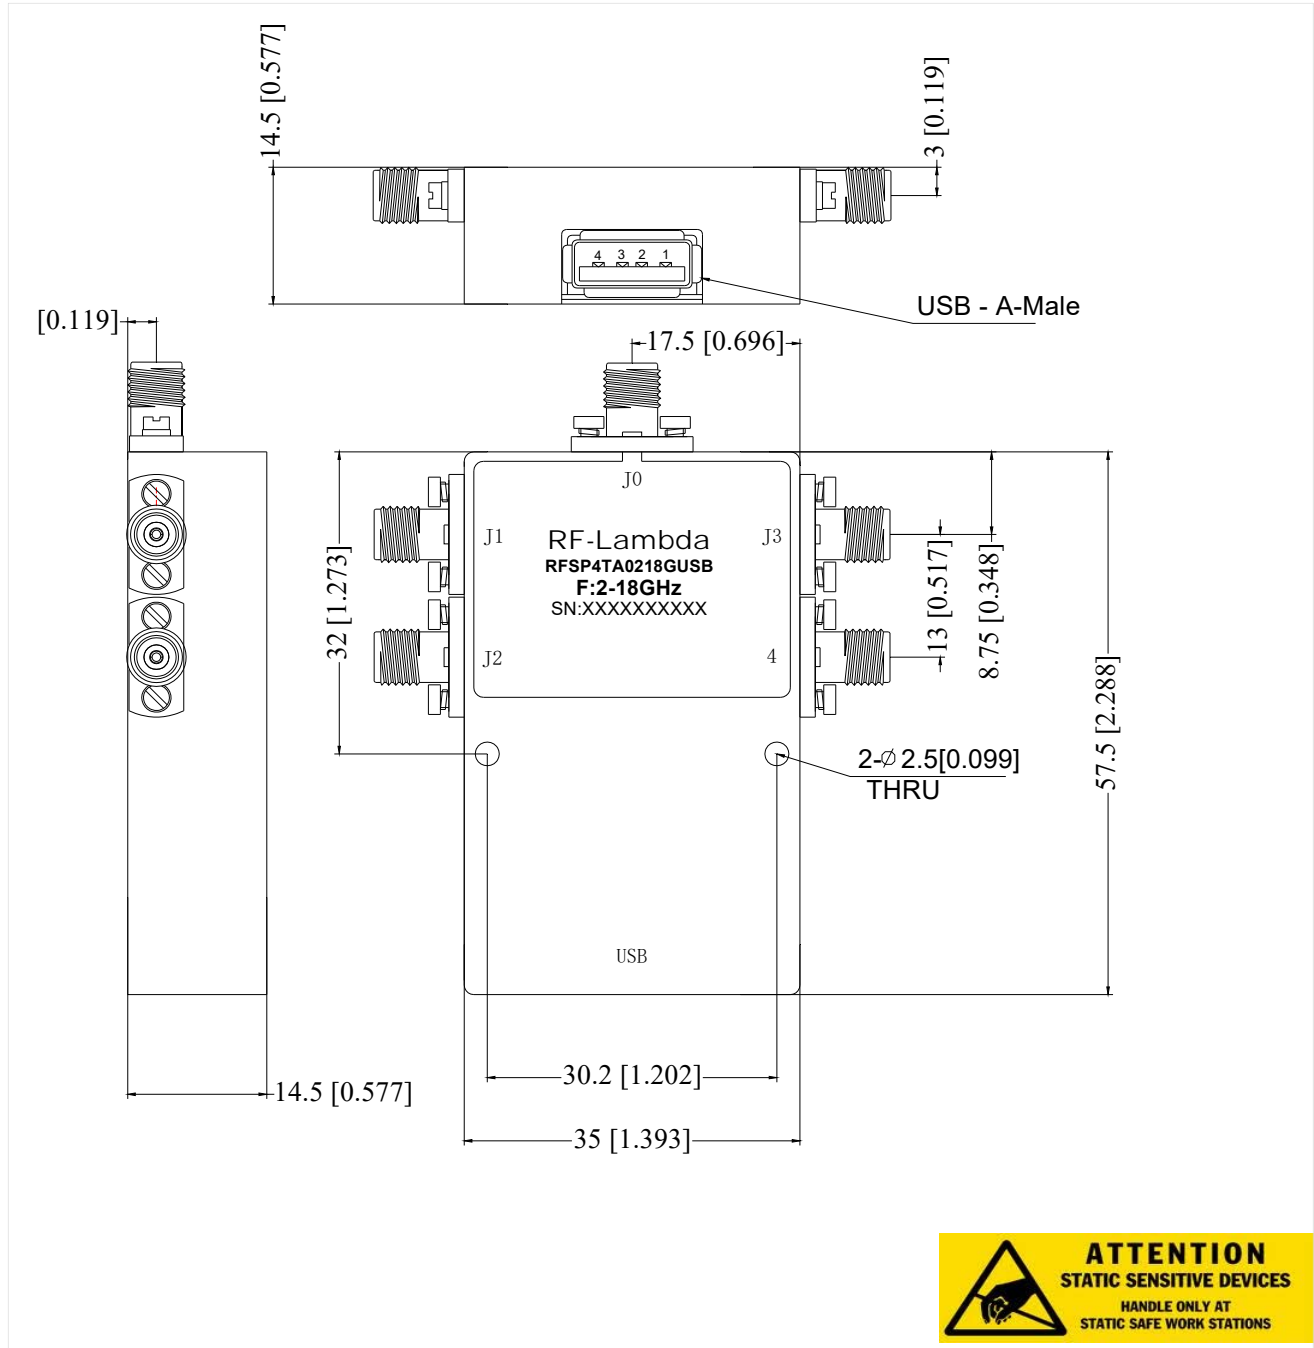 14.5 [0.577]
3 [0.119]
4 3 2 1
USB - A-Male
[0.119]
17.5 [0.696]
J0
J1
J3
RF-Lambda
RFSP4TA0218GUSB
F:2-18GHz
SN:XXXXXXXXXX
32 [1.273]
13 [0.517]
8.75 [0.348]
J2
4
57.5 [2.288]
2-∅ 2.5[0.099]
THRU
USB
30.2 [1.202]
14.5 [0.577]
35 [1.393]
ATTENTION
STATIC SENSITIVE DEVICES
HANDLE ONLY AT
STATIC SAFE WORK STATIONS